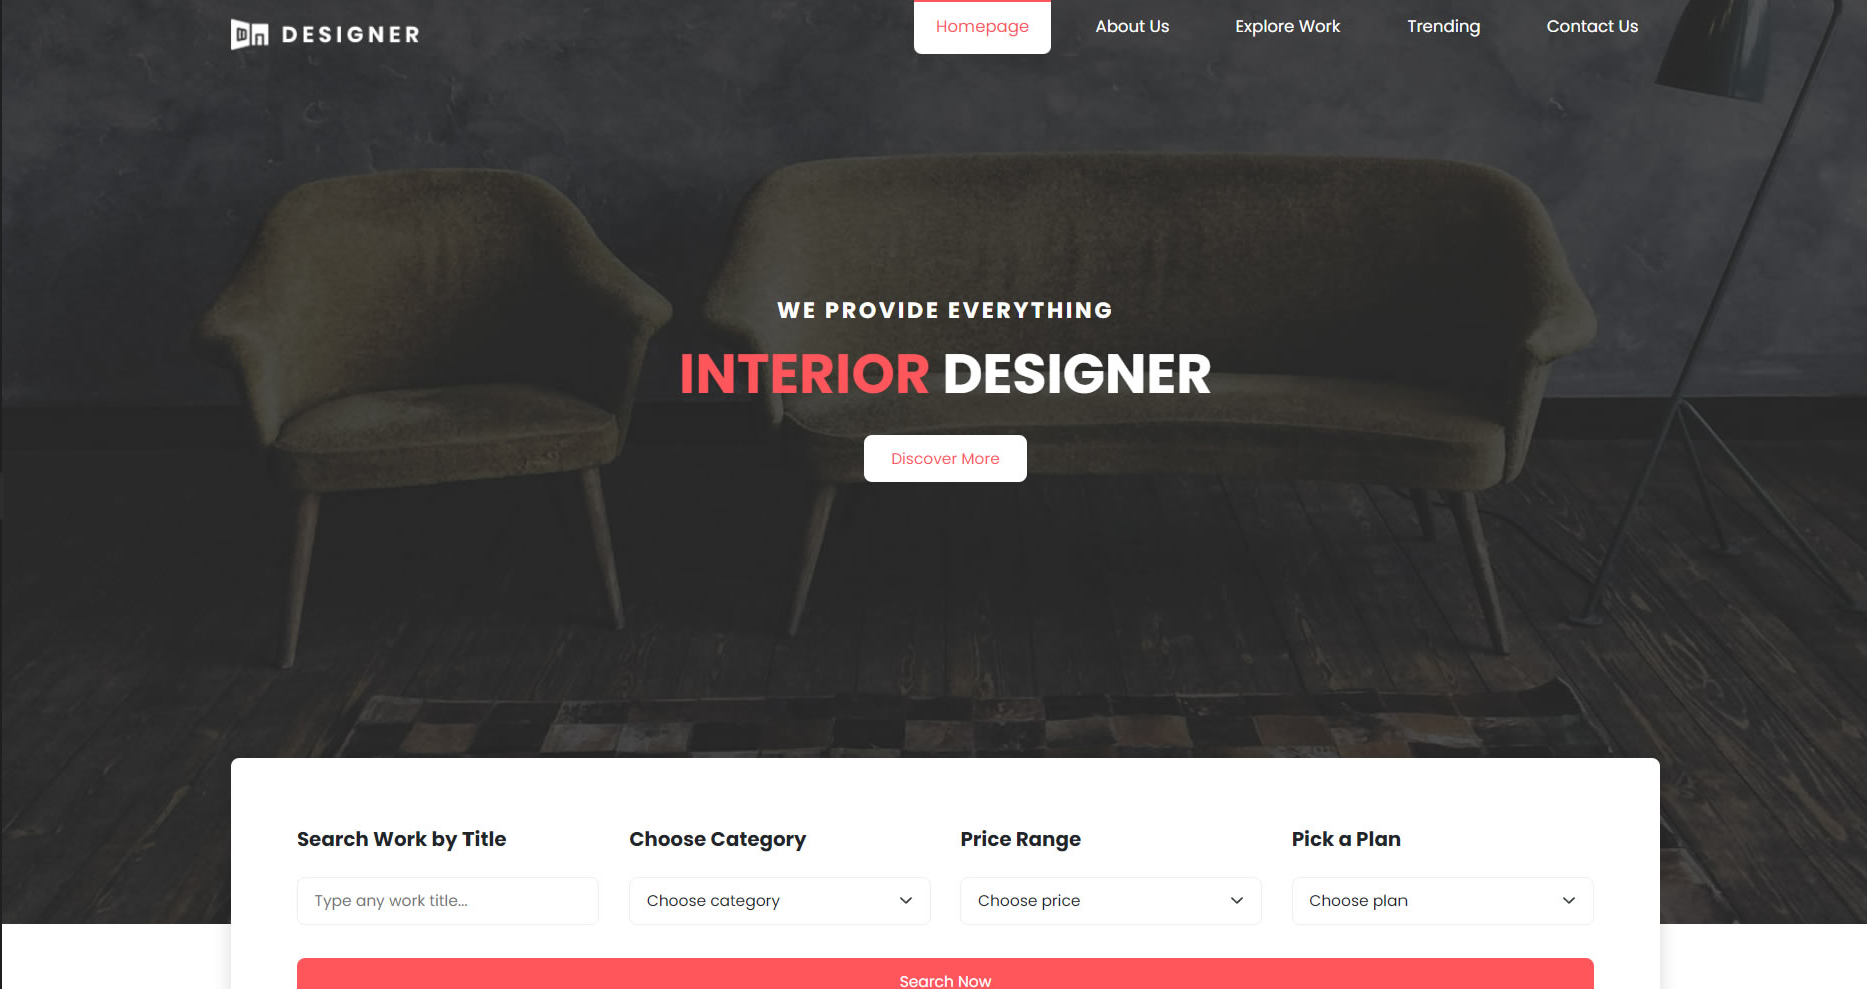 DESIGNER
Homepage About Us Explore Work Trending Contact Us
WE PROVIDE EVERYTHING
INTERIOR DESIGNER
Discover More
Search Work by Title
Type any work title...
Choose Category
Choose category
Price Range
Choose price
Pick a Plan
Choose plan
Search Now